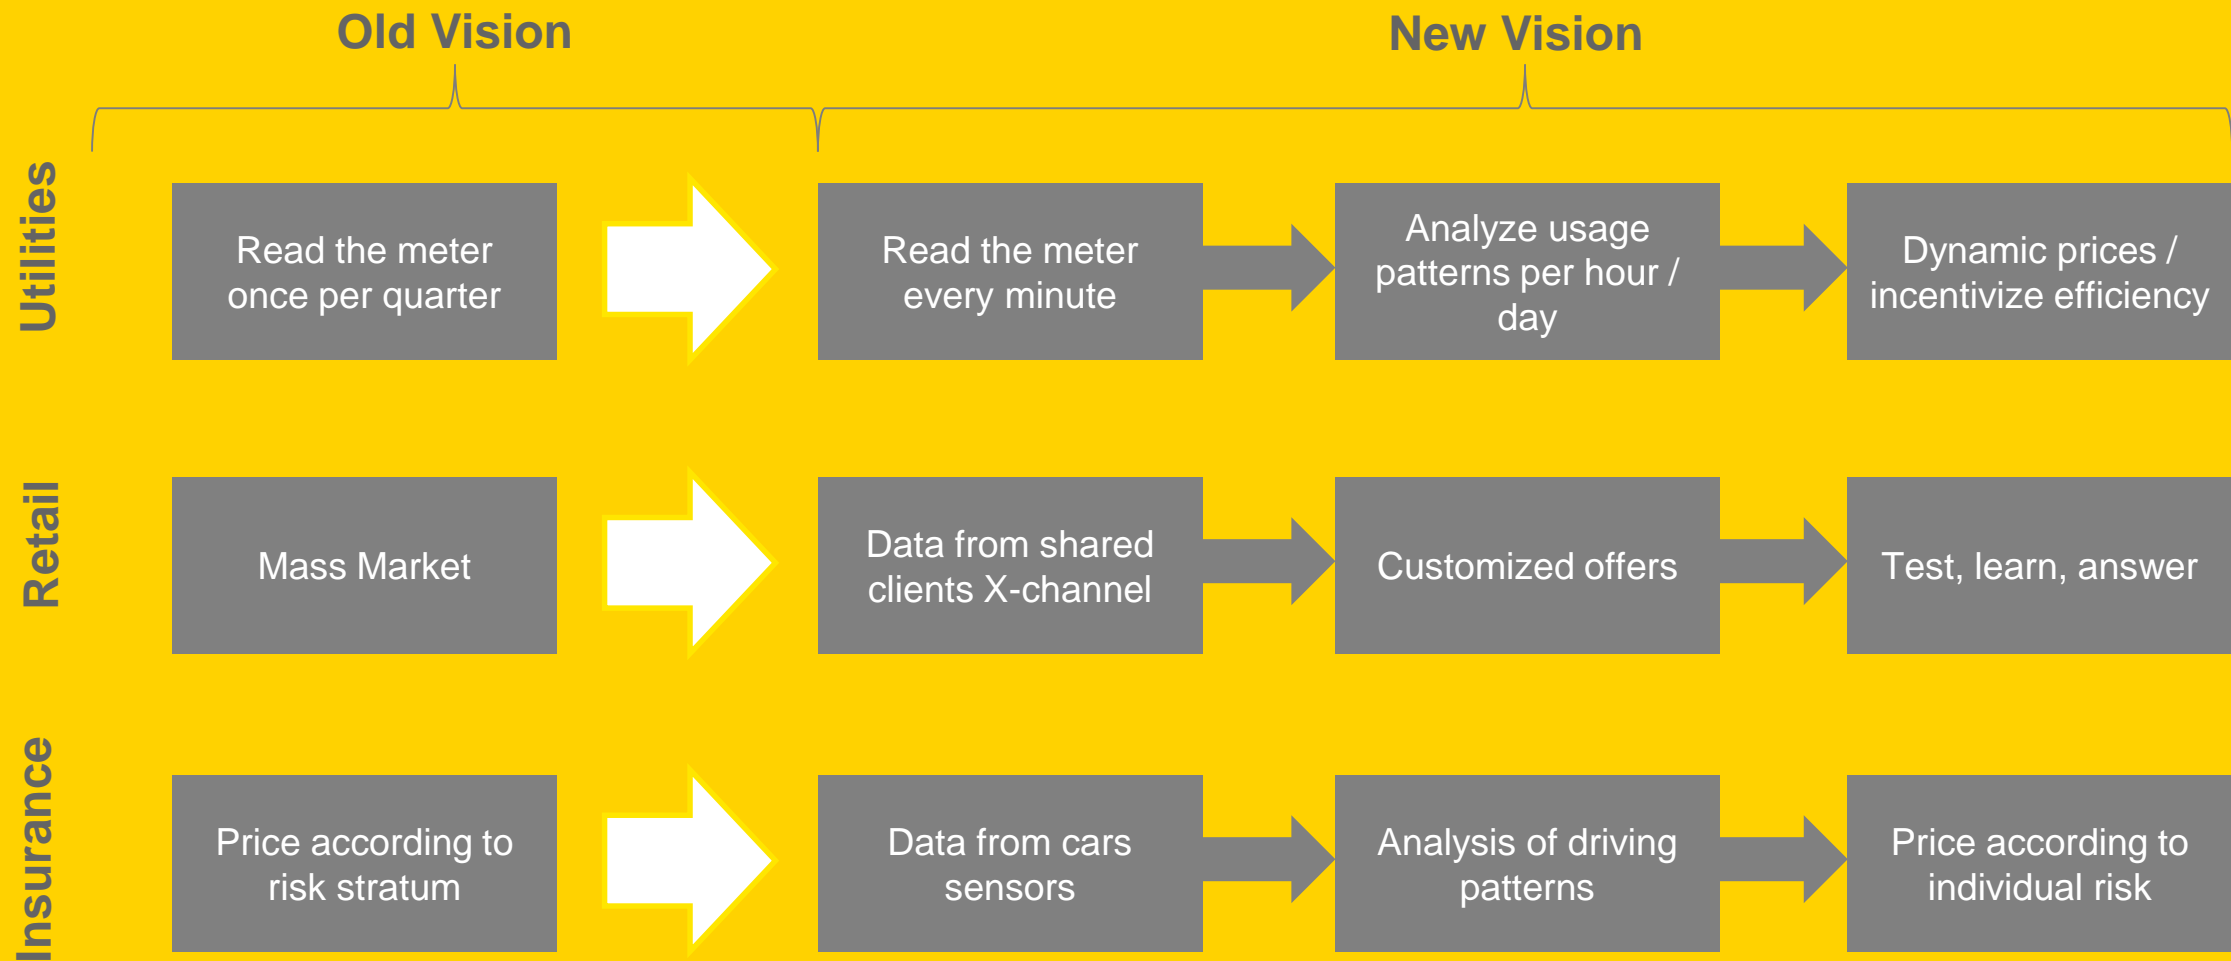 Old Vision
New Vision
Utilities
Read the meter
once per quarter
Read the meter
every minute
Analyze usage
patterns per hour /
day
Dynamic prices /
incentivize efficiency
Retail
Mass Market
Data from shared
clients X-channel
Customized offers
Test, learn, answer
Insurance
Price according to
risk stratum
Data from cars
sensors
Analysis of driving
patterns
Price according to
individual risk